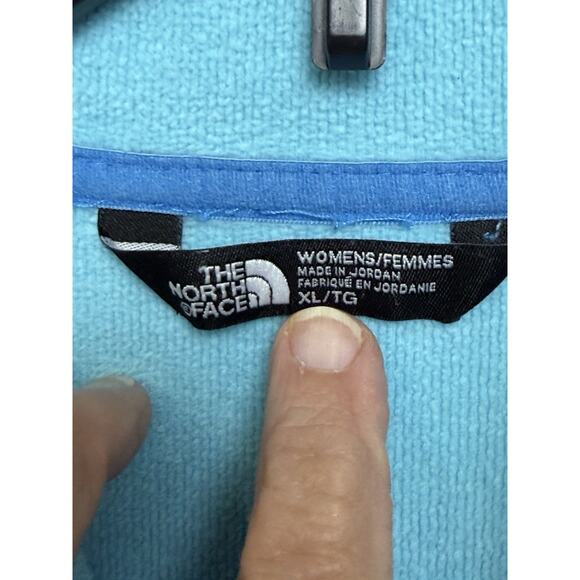 THE
NORTH
FACE
WOMENS/FEMMES
MADE IN JORDAN
FABRIQUÉ EN JORDANIE
XL/TG